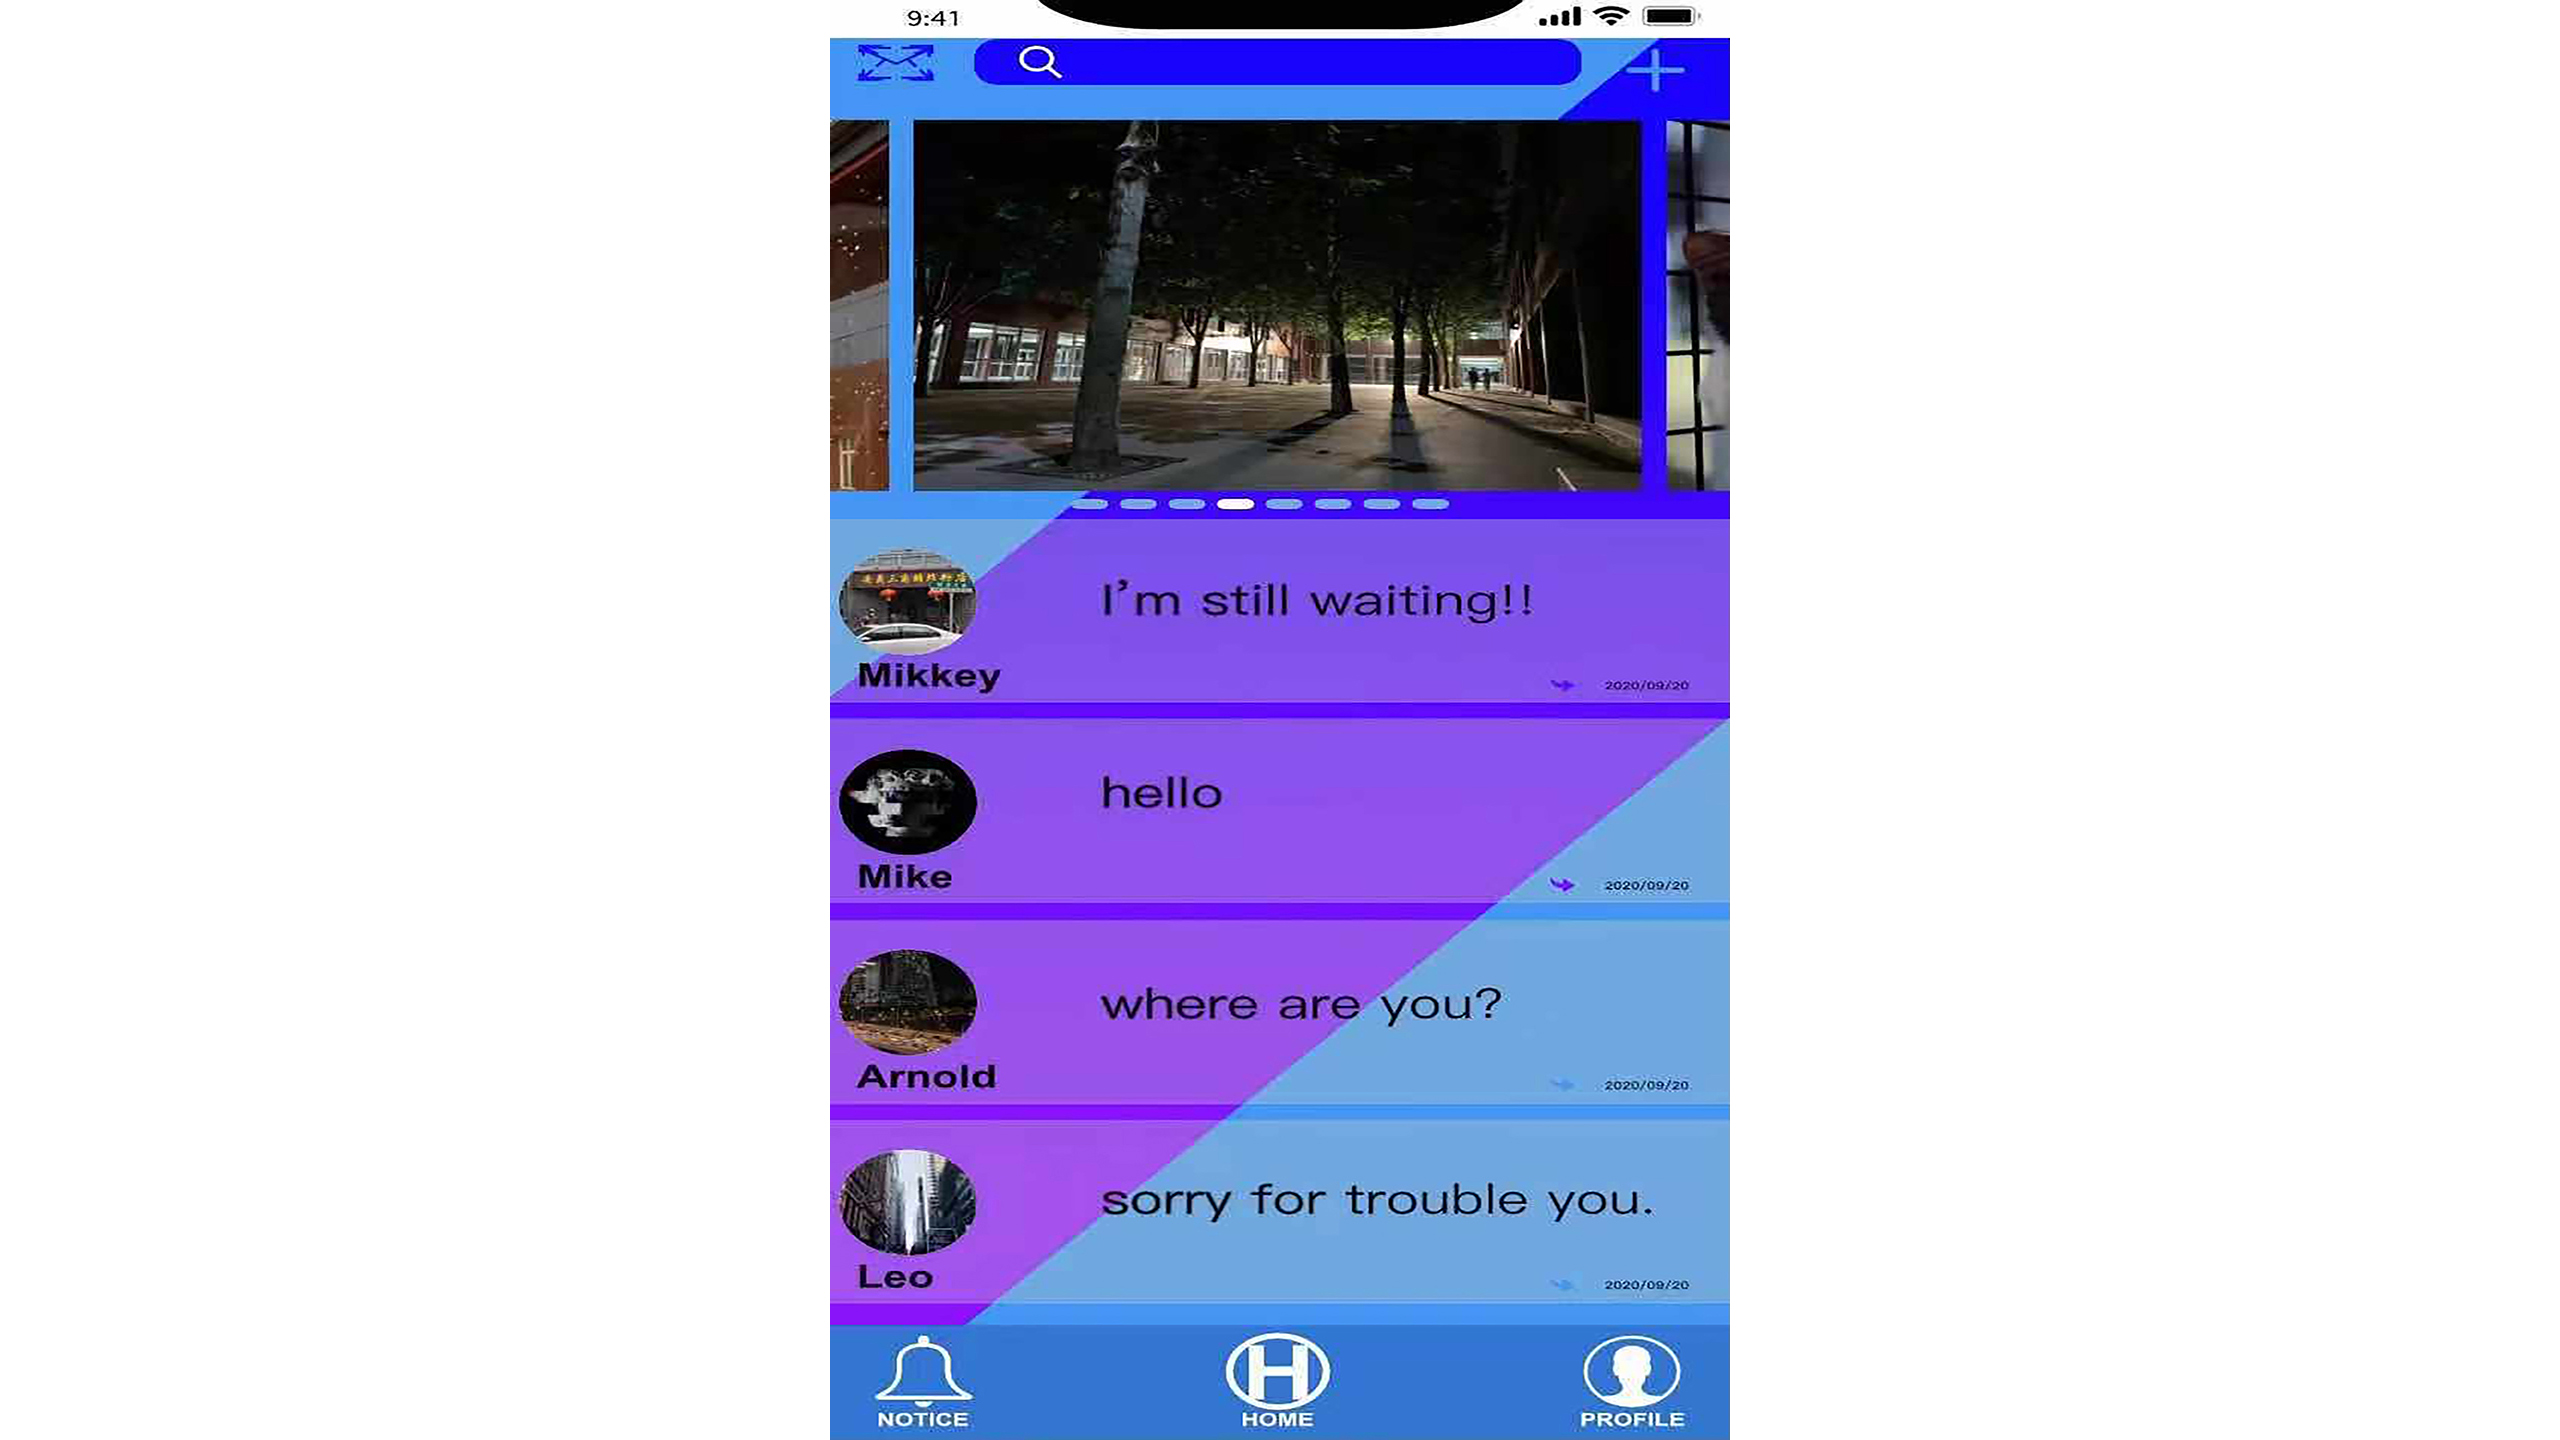 9:41
I'm still waiting!!
Mikkey
2020/09/20
hello
Mike
2020/09/20
where are you?
Arnold
2020/09/20
sorry for trouble you.
Leo
2020/09/20
NOTICE
HOME
PROFILE